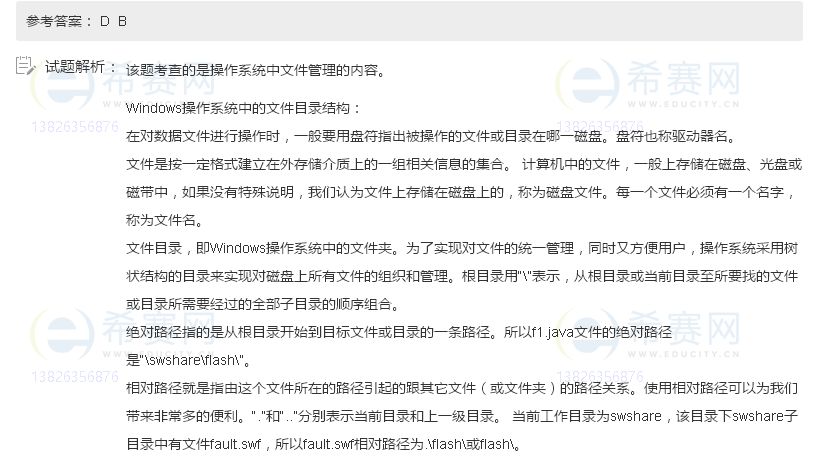 参考答案： D B
试题解析： 该题考查的是操作系统中文件管理的内容。
希赛网
WWW.EDUCITY.CN
13826356876
希赛网
WWW.EDUCITY.CN
13826356876
Windows操作系统中的文件目录结构：
在对数据文件进行操作时，一般要用盘符指出被操作的文件或目录在哪一磁盘。盘符也称驱动器名。
文件是按一定格式建立在外存储介质上的一组相关信息的集合。 计算机中的文件，一般上存储在磁盘、光盘或
磁带中，如果没有特殊说明，我们认为文件上存储在磁盘上的，称为磁盘文件。每一个文件必须有一个名字，
称为文件名。
文件目录，即Windows操作系统中的文件夹。为了实现对文件的统一管理，同时又方便用户，操作系统采用树
状结构的目录来实现对磁盘上所有文件的组织和管理。根目录用"\"表示，从根目录或当前目录至所要找的文件
或目录所需要经过的全部子目录的顺序组合。
绝对路径指的是从根目录开始到目标文件或目录的一条路径。所以f1.java文件的绝对路径
是"\swshare\flash\"。
希赛网
WWW.EDUCITY.CN
13826356876
希赛网
WWW.EDUCITY.CN
13826356876
相对路径就是指由这个文件所在的路径引起的跟其它文件（或文件夹）的路径关系。使用相对路径可以为我们
带来非常多的便利。"."和".."分别表示当前目录和上一级目录。 当前工作目录为swshare，该目录下swshare子
目录中有文件fault.swf，所以fault.swf相对路径为.\flash\或flash\。